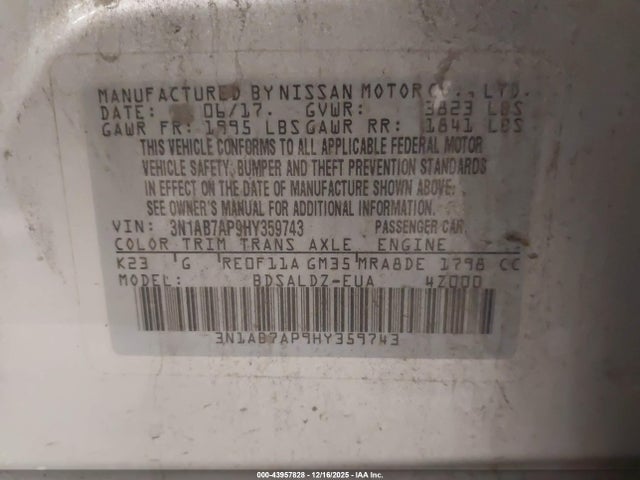 MANUFACTURED BY NISSAN MOTOR CO., LTD.
DATE: 06/17. GVWR: 3823 LBS
GAWR FR: 1995 LBS GAWR RR: 1841 LBS
THIS VEHICLE CONFORMS TO ALL APPLICABLE FEDERAL MOTOR
VEHICLE SAFETY, BUMPER AND THEFT PREVENTION STANDARDS
IN EFFECT ON THE DATE OF MANUFACTURE SHOWN ABOVE.
SEE OWNER'S MANUAL FOR ADDITIONAL INFORMATION.
VIN: 3N1AB7AP9HY359743 PASSENGER CAR.
COLOR TRIM TRANS AXLE ENGINE
K23 G RE0F11A GM35 MRA8DE 1798 CC
MODEL: BDSALDZ-EUA 4Z000
3N1AB7AP9HY359743
000-43957828 - 12/16/2025 - IAA Inc.